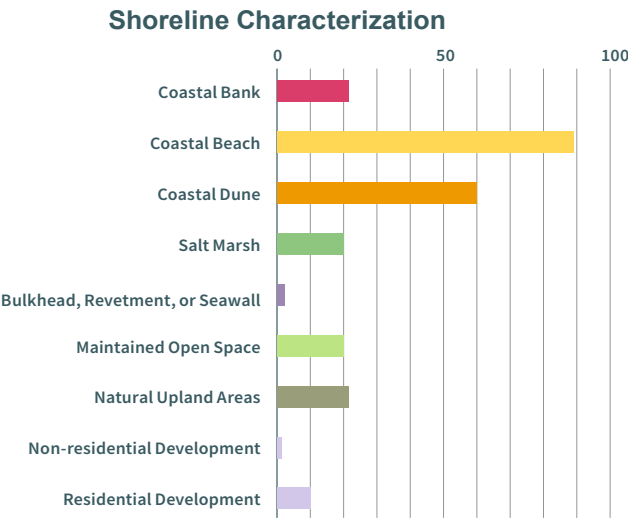 Shoreline Characterization
0 50 100
Coastal Bank
Coastal Beach
Coastal Dune
Salt Marsh
Bulkhead, Revetment, or Seawall
Maintained Open Space
Natural Upland Areas
Non-residential Development
Residential Development